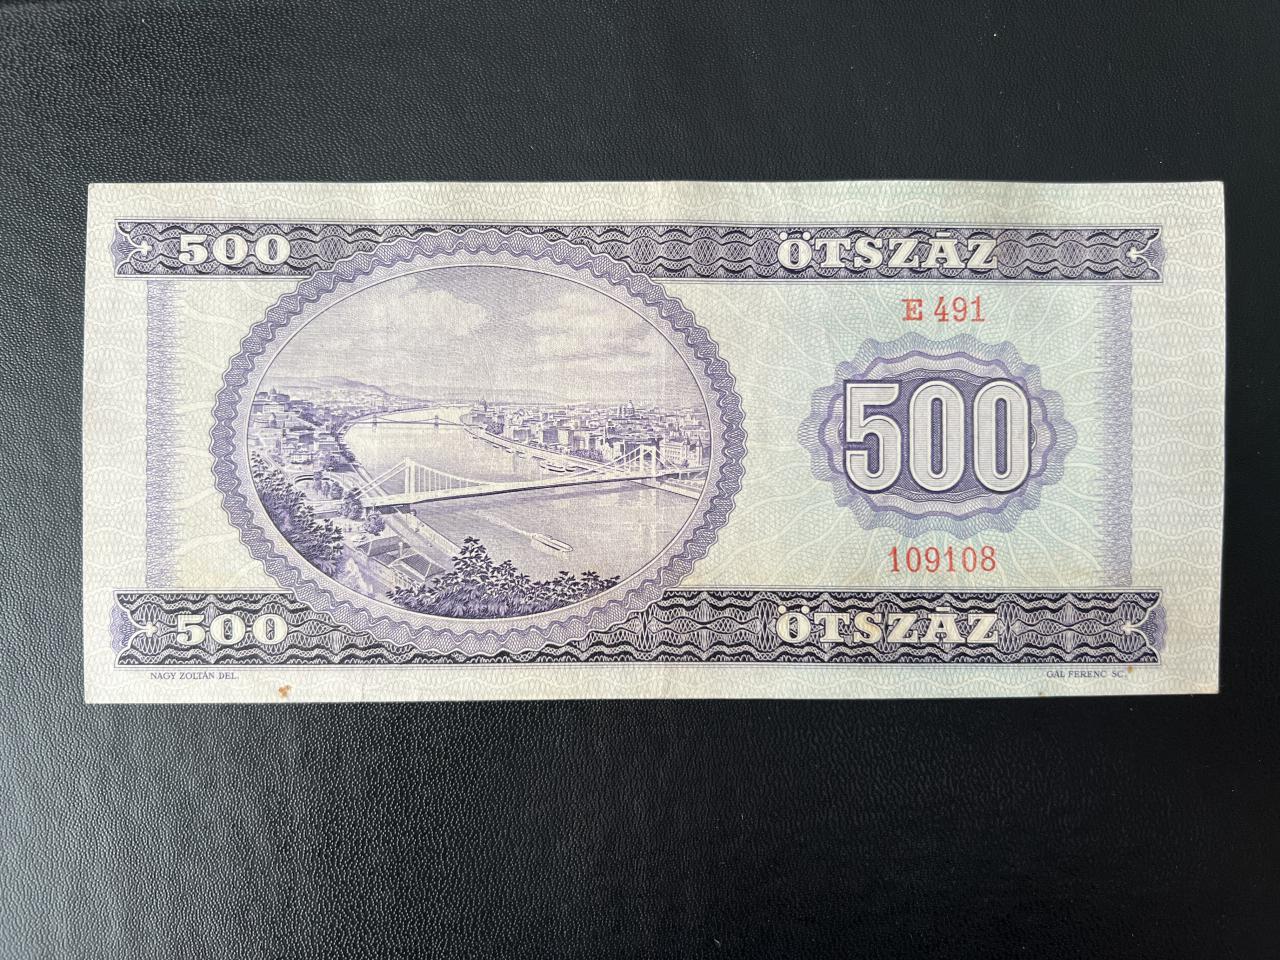 500 ÖTSZÁZ
E 491
500
109108
500 ÖTSZÁZ
NAGY ZOLTÁN DEL. GÁL FERENC SC.